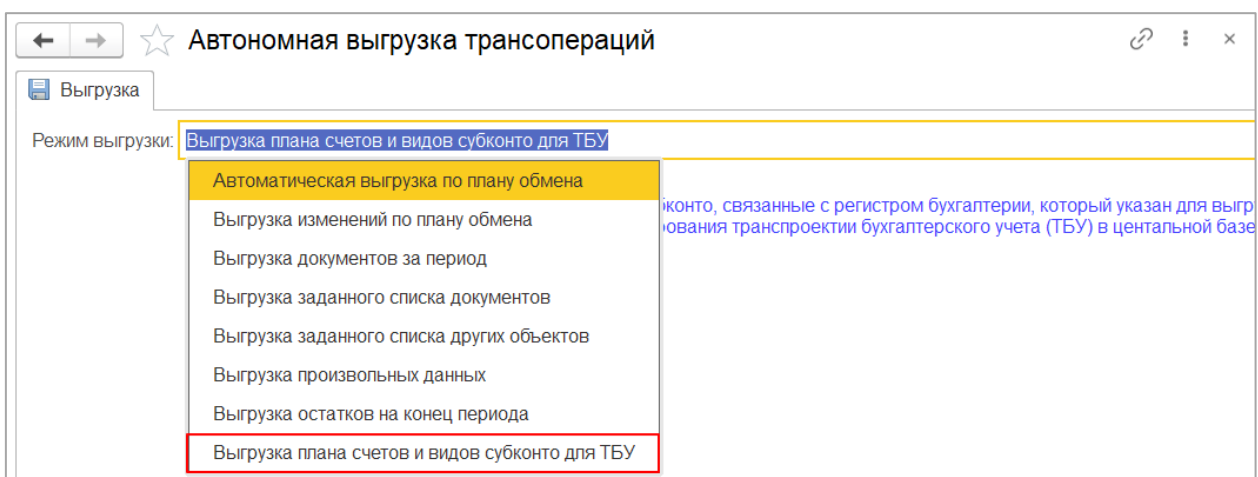 Автономная выгрузка трансопераций
Выгрузка
Режим выгрузки: Выгрузка плана счетов и видов субконто для ТБУ
Автоматическая выгрузка по плану обмена
Выгрузка изменений по плану обмена
конто, связанные с регистром бухгалтерии, который указан для выгр
ования транспроектии бухгалтерского учета (ТБУ) в центальной базе
Выгрузка документов за период
Выгрузка заданного списка документов
Выгрузка заданного списка других объектов
Выгрузка произвольных данных
Выгрузка остатков на конец периода
Выгрузка плана счетов и видов субконто для ТБУ